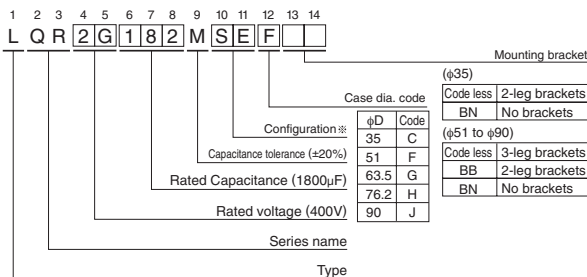 1 2 3 4 5 6 7 8 9 10 11 12 13 14
L Q R 2 G 1 8 2 M S E F
Mounting bracket
(ϕ35)
Code less 2-leg brackets
BN No brackets
(ϕ51 to ϕ90)
Code less 3-leg brackets
BB 2-leg brackets
BN No brackets
Case dia. code
ϕD Code
35 C
51 F
63.5 G
76.2 H
90 J
Configuration※
Capacitance tolerance (±20%)
Rated Capacitance (1800μF)
Rated voltage (400V)
Series name
Type